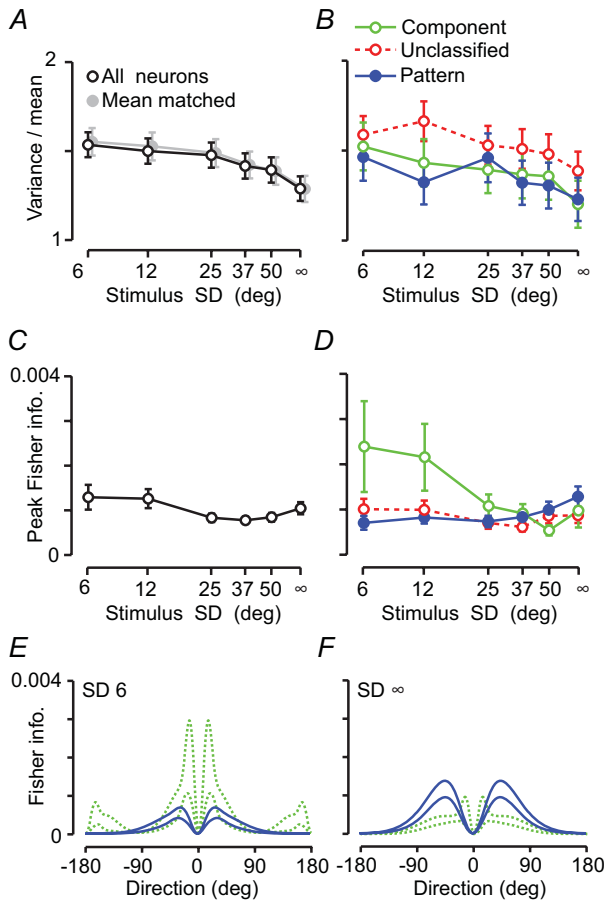 A
B
2
1
Variance / mean
All neurons
Mean matched
Component
Unclassified
Pattern
6 12 25 37 50 ∞
Stimulus SD (deg)
6 12 25 37 50 ∞
Stimulus SD (deg)
C
D
0.004
0
Peak Fisher info.
6 12 25 37 50 ∞
Stimulus SD (deg)
6 12 25 37 50 ∞
Stimulus SD (deg)
E
F
0.004
0
Fisher info.
SD 6
SD ∞
-180 -90 0 90 180
Direction (deg)
-180 -90 0 90 180
Direction (deg)